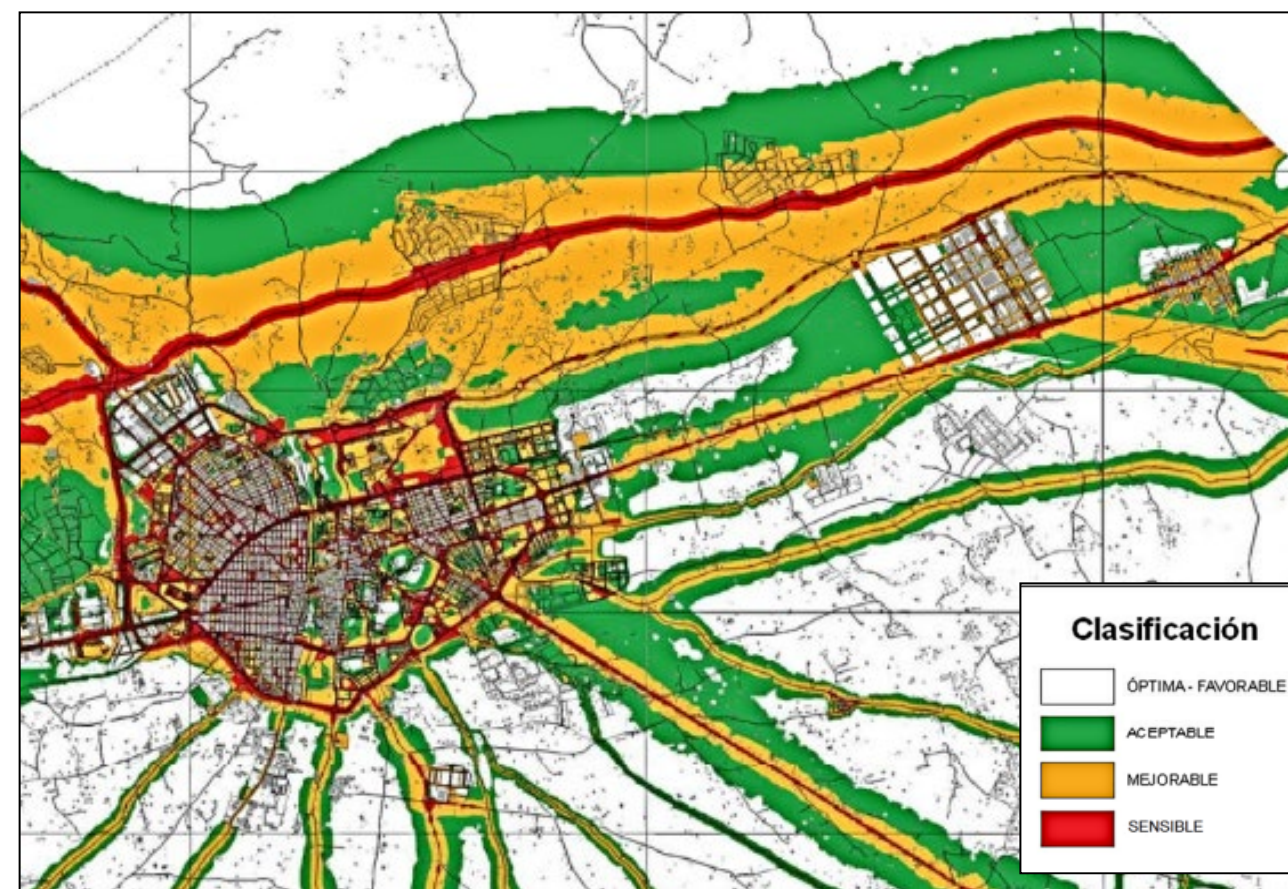 Clasificación
ÓPTIMA - FAVORABLE
ACEPTABLE
MEJORABLE
SENSIBLE